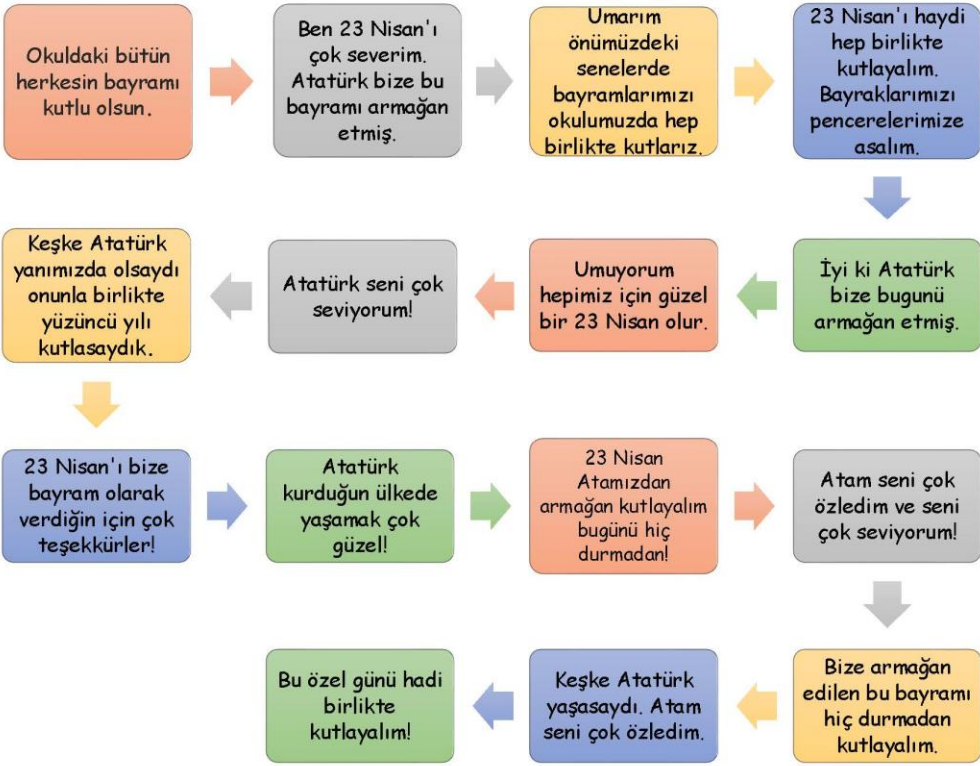 Okuldaki bütün
herkesin bayramı
kutlu olsun.
Ben 23 Nisan'ı
çok severim.
Atatürk bize bu
bayramı armağan
etmiş.
Umarım
önümüzdeki
senelerde
bayramlarımızı
okulumuzda hep
birlikte kutlarız.
23 Nisan'ı haydi
hep birlikte
kutlayalım.
Bayraklarımızı
pencerelerimize
asalım.
İyi ki Atatürk
bize bugunü
armağan etmiş.
Umuyorum
hepimiz için güzel
bir 23 Nisan olur.
Atatürk seni çok
seviyorum!
Keşke Atatürk
yanımızda olsaydı
onunla birlikte
yüzüncü yılı
kutlasaydık.
23 Nisan'ı bize
bayram olarak
verdiğin için çok
teşekkürler!
Atatürk
kurduğun ülkede
yaşamak çok
güzel!
23 Nisan
Atamızdan
armağan kutlayalım
bugünü hiç
durmadan!
Atam seni çok
özledim ve seni
çok seviyorum!
Bize armağan
edilen bu bayramı
hiç durmadan
kutlayalım.
Keşke Atatürk
yaşasaydı. Atam
seni çok özledim.
Bu özel günü hadi
birlikte
kutlayalım!